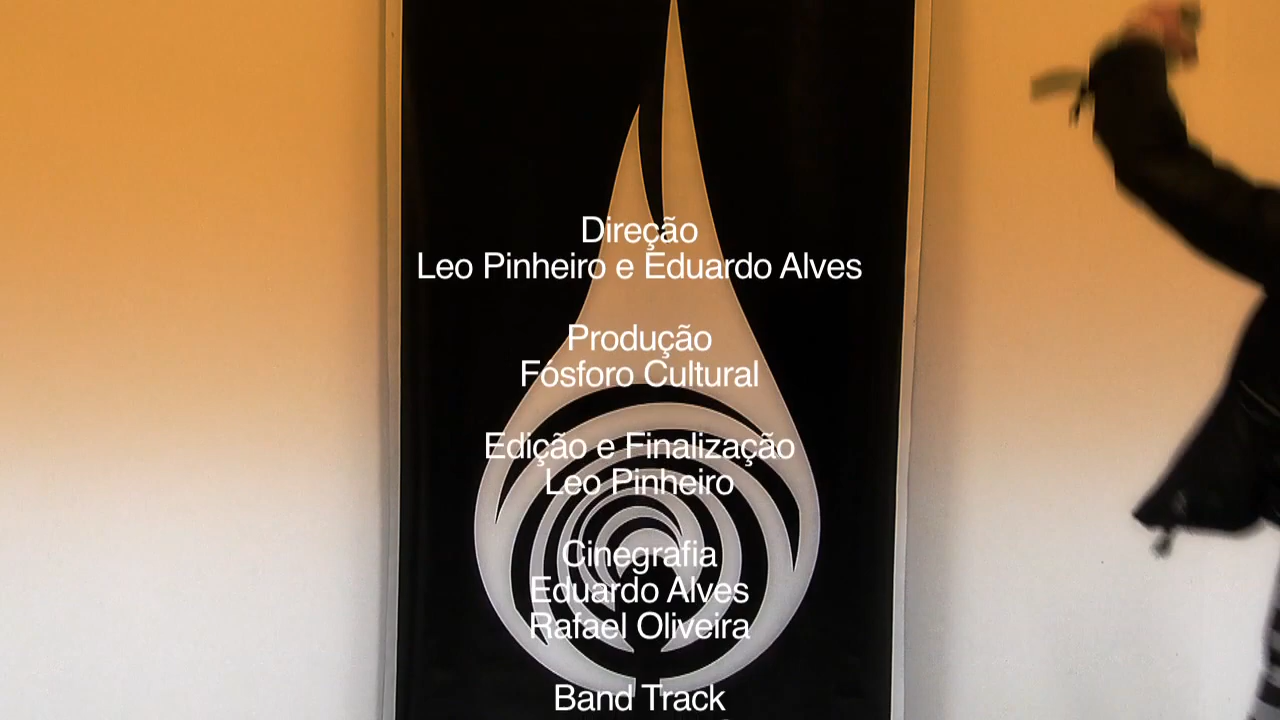 Direção
Leo Pinheiro e Eduardo Alves
Produção
Fósforo Cultural
Edição e Finalização
Leo Pinheiro
Cinegrafia
Eduardo Alves
Rafael Oliveira
Band Track